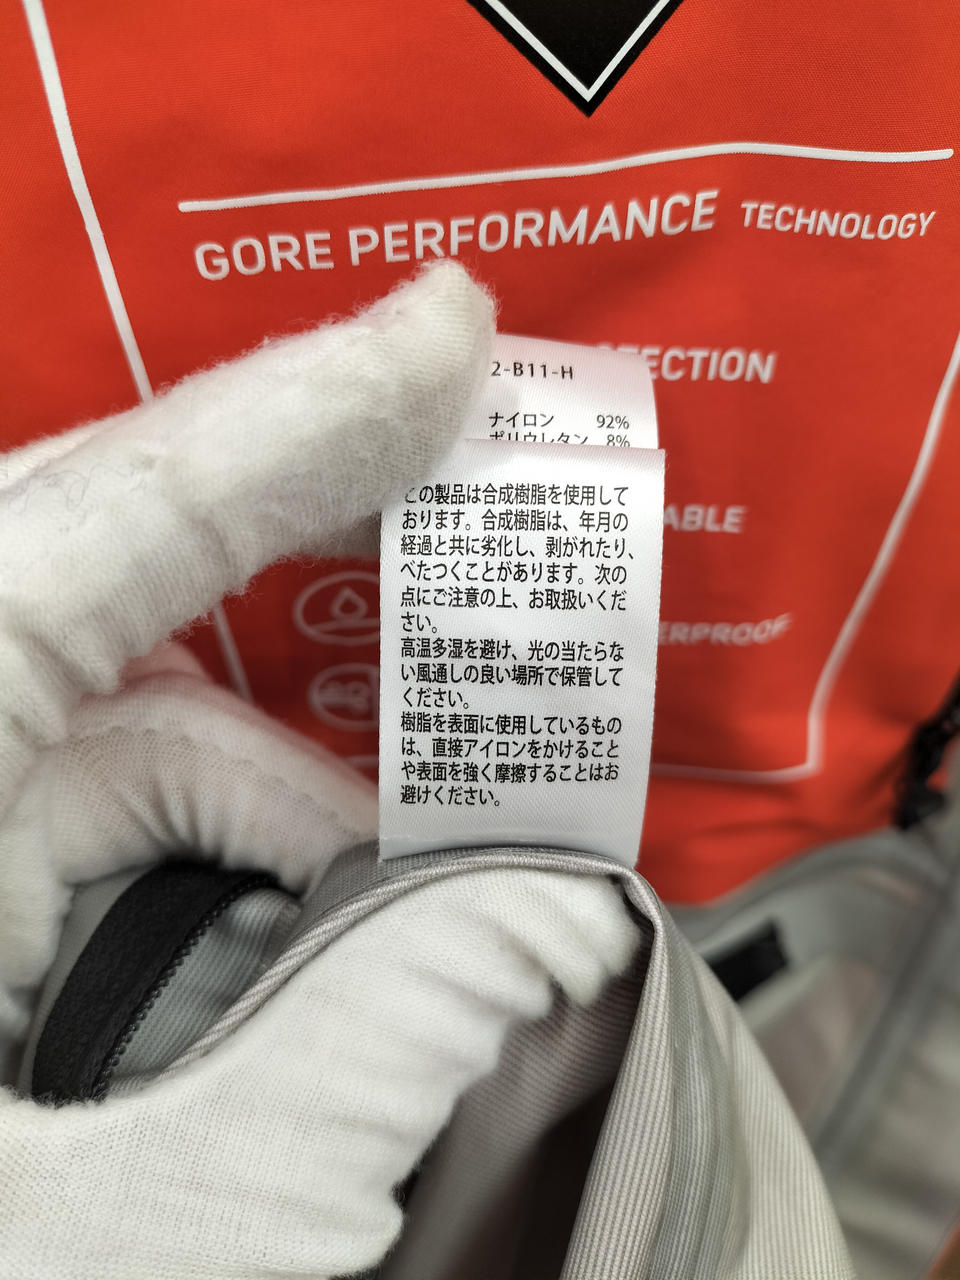 GORE PERFORMANCE TECHNOLOGY
2-B11-H
ナイロン 92%
ポリウレタン 8%
この製品は合成樹脂を使用して
おります。合成樹脂は、年月の
経過と共に劣化し、剥がれたり、
べたつくことがあります。次の
点にご注意の上、お取扱いくだ
さい。
高温多湿を避け、光の当たらな
い風通しの良い場所で保管して
ください。
樹脂を表面に使用しているもの
は、直接アイロンをかけること
や表面を強く摩擦することはお
避けください。